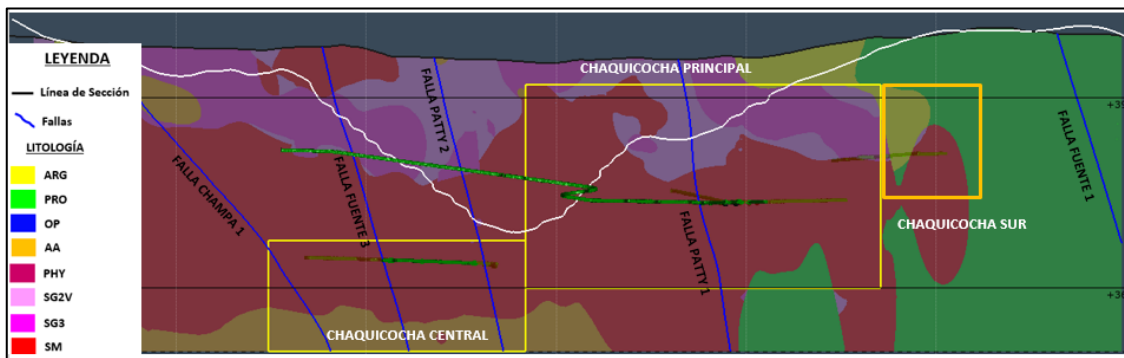 LEYENDA
Línea de Sección
Fallas
LITOLOGÍA
ARG
PRO
OP
AA
PHY
SG2V
SG3
SM
FALLA CHAMPA 1
FALLA FUENTE 3
FALLA PATTY 2
CHAQUICOCHA PRINCIPAL
FALLA PATTY 1
FALLA FUENTE 1
CHAQUICOCHA SUR
CHAQUICOCHA CENTRAL